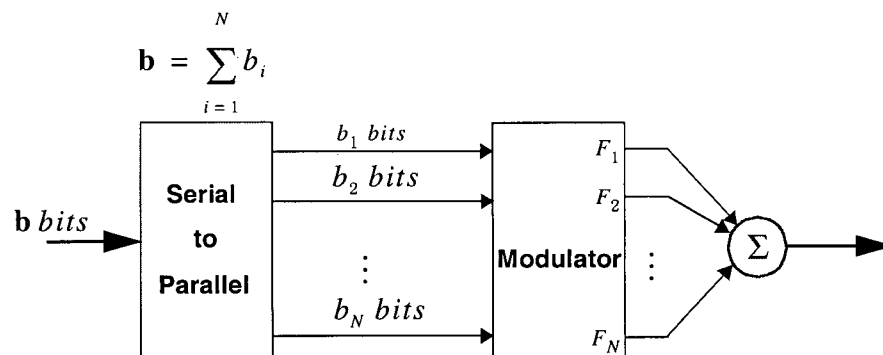 N
b = ∑ b_i
i = 1
b_1 bits
F_1
b_2 bits
F_2
Serial
to
Parallel
b bits
⋮
Modulator
⋮
Σ
b_N bits
F_N